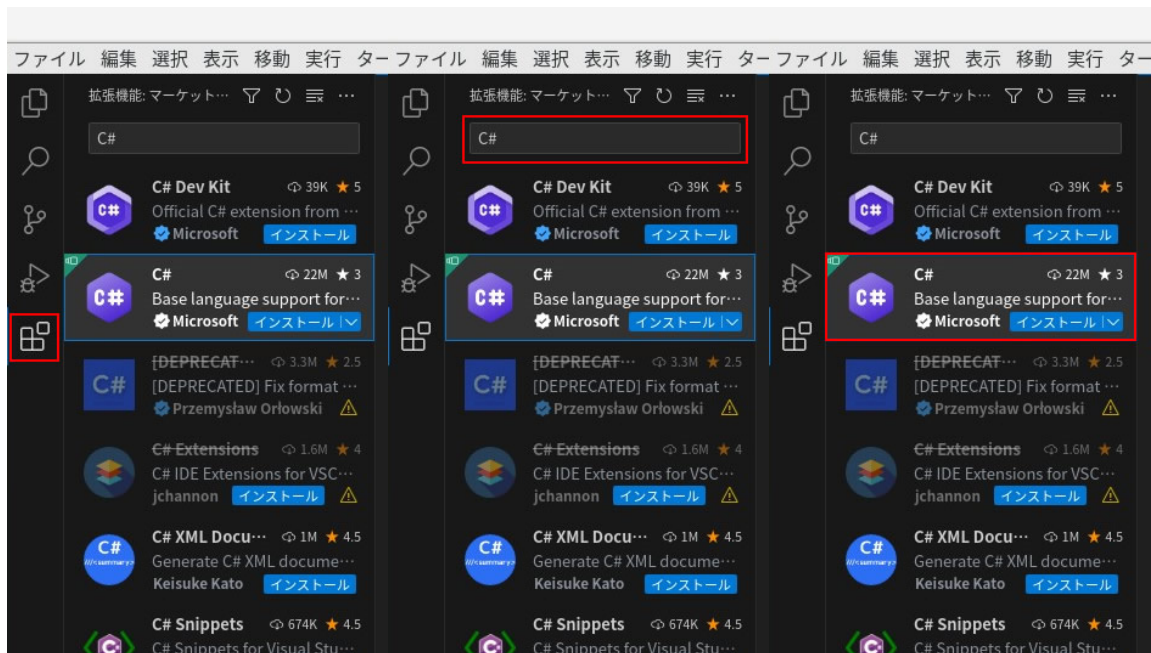 ファイル 編集 選択 表示 移動 実行 ター
拡張機能: マーケット…
C#
C# Dev Kit 39K ★ 5
Official C# extension from …
Microsoft インストール
C# 22M ★ 3
Base language support for…
Microsoft インストール
[DEPRECAT… 3.3M ★ 2.5
C#
[DEPRECATED] Fix format …
Przemysław Orłowski
C# Extensions 1.6M ★ 4
C# IDE Extensions for VSC…
jchannon インストール
C# XML Docu… 1M ★ 4.5
C#
///<summary>
Generate C# XML docume…
Keisuke Kato インストール
C# Snippets 674K ★ 4.5
C# Snippets for Visual Stu…
ファイル 編集 選択 表示 移動 実行 ター
拡張機能: マーケット…
C#
C# Dev Kit 39K ★ 5
Official C# extension from …
Microsoft インストール
C# 22M ★ 3
Base language support for…
Microsoft インストール
[DEPRECAT… 3.3M ★ 2.5
C#
[DEPRECATED] Fix format …
Przemysław Orłowski
C# Extensions 1.6M ★ 4
C# IDE Extensions for VSC…
jchannon インストール
C# XML Docu… 1M ★ 4.5
C#
///<summary>
Generate C# XML docume…
Keisuke Kato インストール
C# Snippets 674K ★ 4.5
C# Snippets for Visual Stu…
ファイル 編集 選択 表示 移動 実行 ター
拡張機能: マーケット…
C#
C# Dev Kit 39K ★ 5
Official C# extension from …
Microsoft インストール
C# 22M ★ 3
Base language support for…
Microsoft インストール
[DEPRECAT… 3.3M ★ 2.5
C#
[DEPRECATED] Fix format …
Przemysław Orłowski
C# Extensions 1.6M ★ 4
C# IDE Extensions for VSC…
jchannon インストール
C# XML Docu… 1M ★ 4.5
C#
///<summary>
Generate C# XML docume…
Keisuke Kato インストール
C# Snippets 674K ★ 4.5
C# Snippets for Visual Stu…